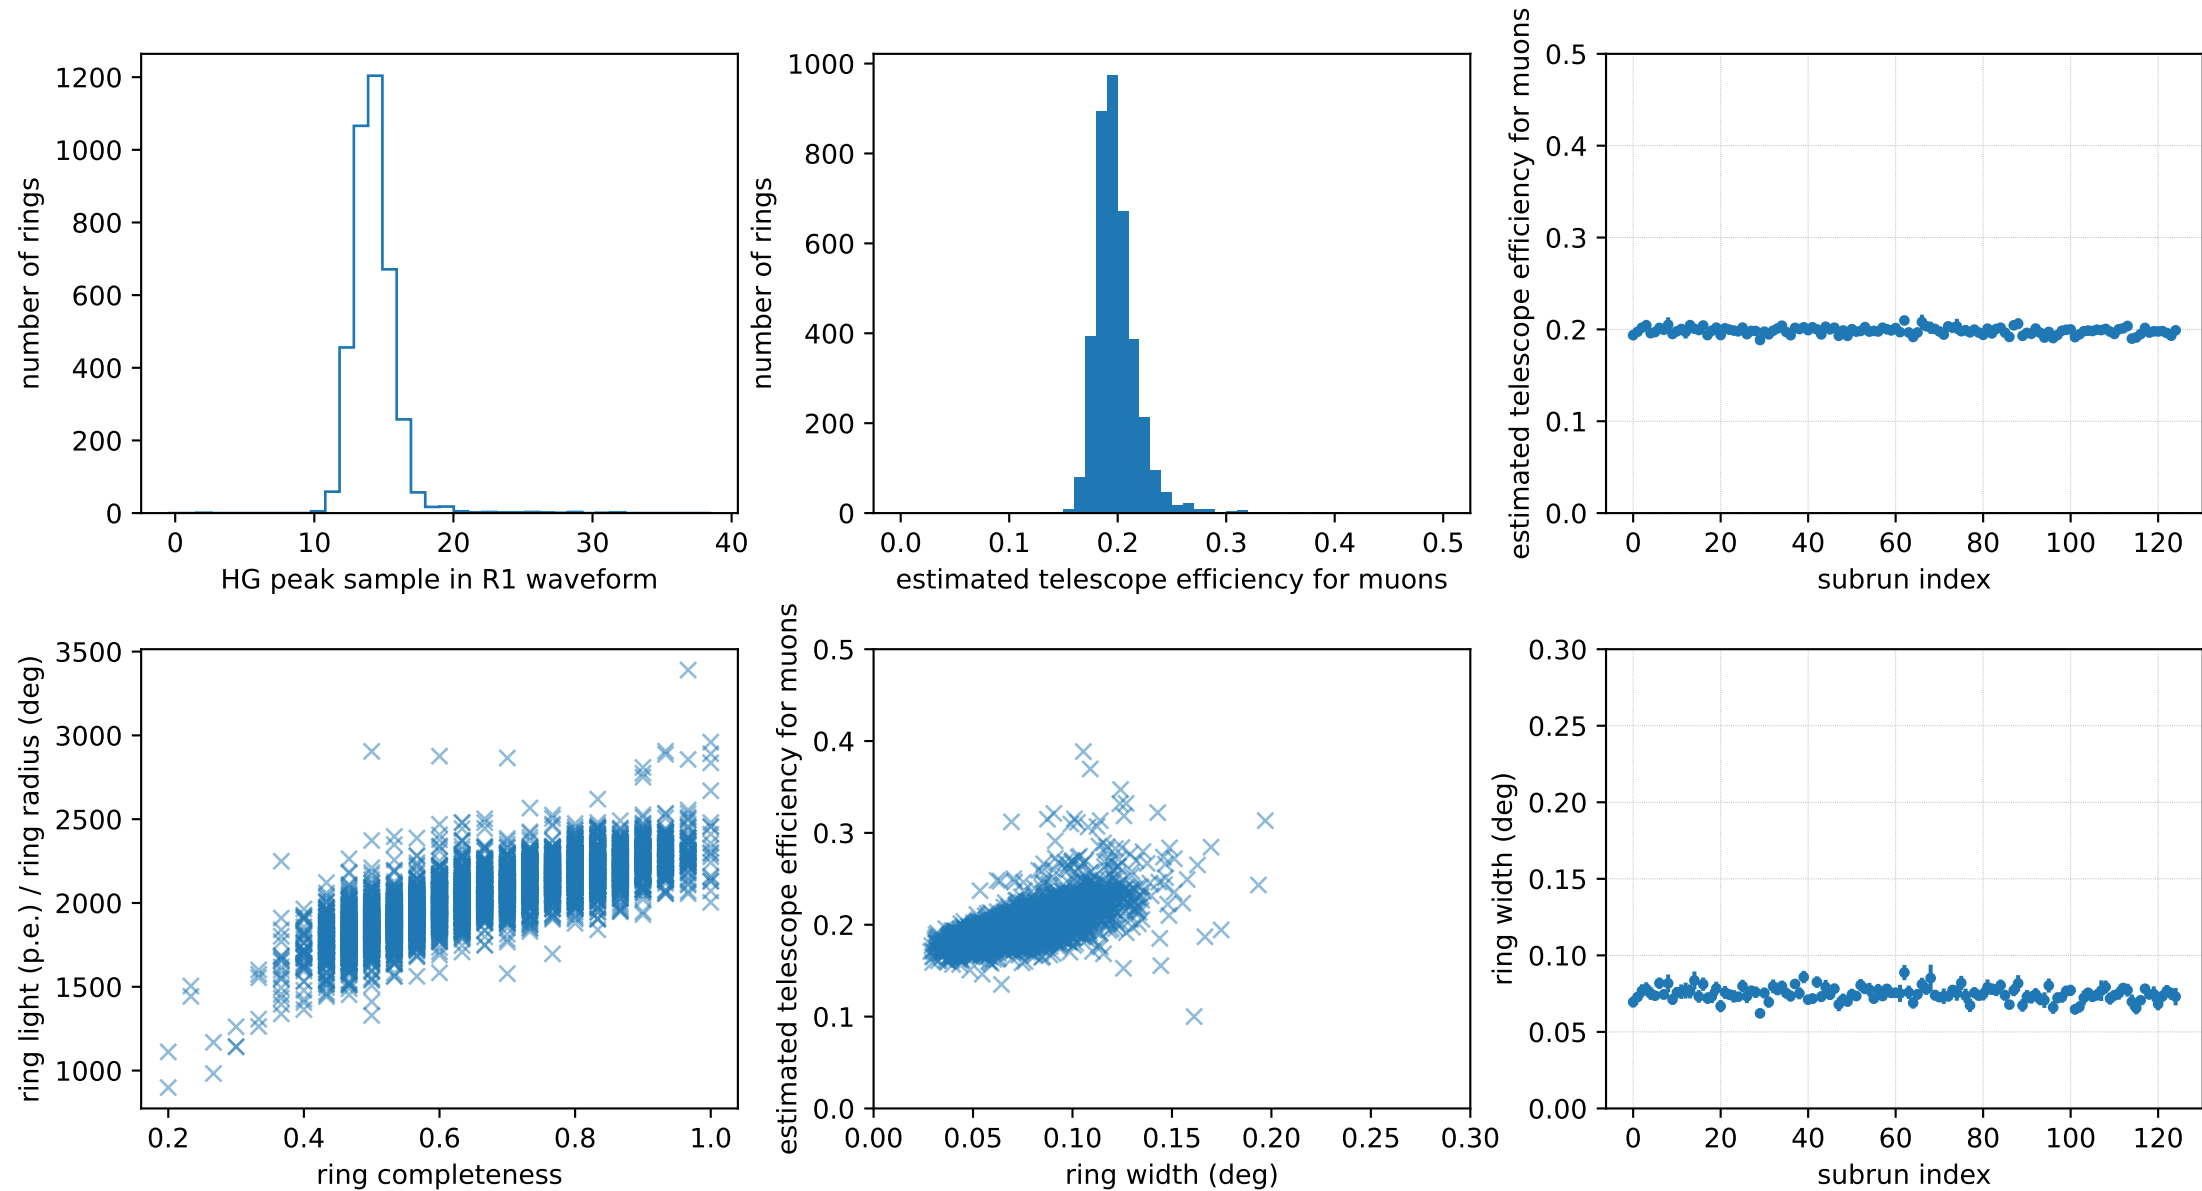 number of rings
1200
1000
800
600
400
200
0
0 10 20 30 40
HG peak sample in R1 waveform
number of rings
1000
800
600
400
200
0
0.0 0.1 0.2 0.3 0.4 0.5
estimated telescope efficiency for muons
estimated telescope efficiency for muons
0.5
0.4
0.3
0.2
0.1
0.0
0 20 40 60 80 100 120
subrun index
ring light (p.e.) / ring radius (deg)
3500
3000
2500
2000
1500
1000
0.2 0.4 0.6 0.8 1.0
ring completeness
estimated telescope efficiency for muons
0.5
0.4
0.3
0.2
0.1
0.0
0.00 0.05 0.10 0.15 0.20 0.25 0.30
ring width (deg)
ring width (deg)
0.30
0.25
0.20
0.15
0.10
0.05
0.00
0 20 40 60 80 100 120
subrun index